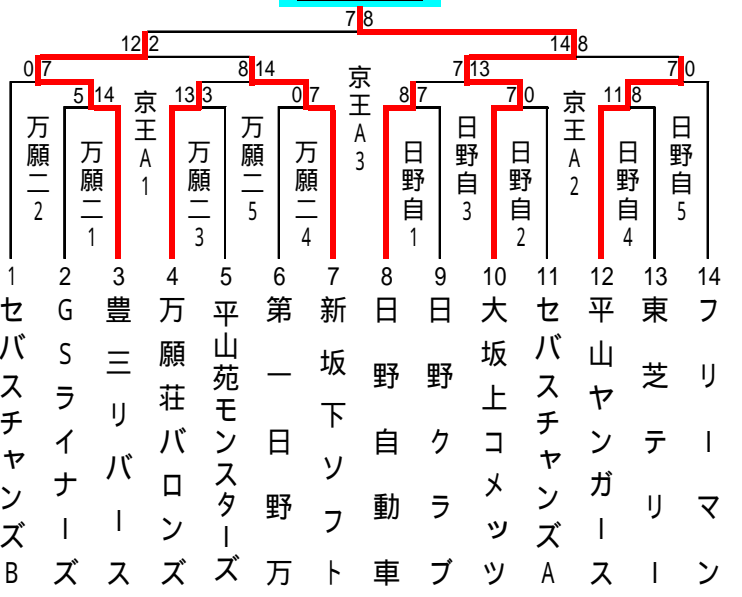 7 8
12 2
14 8
0 7
8 14
7 13
7 0
5 14
13 3
0 7
8 7
7 0
11 8
万願二2
万願二1
京王A1
万願二3
万願二5
万願二4
京王A3
日野自1
日野自3
日野自2
京王A2
日野自4
日野自5
1 2 3 4 5 6 7 8 9 10 11 12 13 14
セバスチャンズB
GSライナーズ
豊三リバース
万願荘バロンズ
平山苑モンスターズ
第一日野万
新坂下ソフト
日野自動車
日野クラブ
大坂上コメッツ
セバスチャンズA
平山ヤンガース
東芝テリー
フリーマン